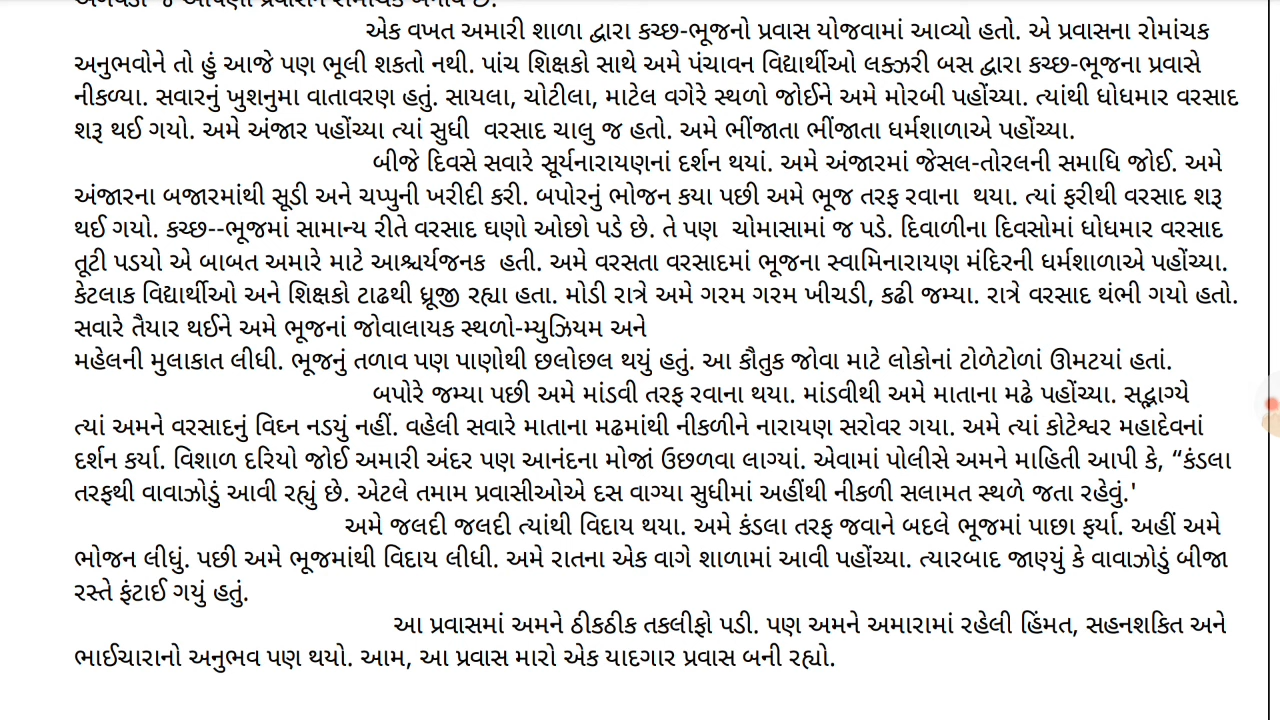 એક વખત અમારી શાળા દ્વારા કચ્છ-ભૂજનો પ્રવાસ યોજવામાં આવ્યો હતો. એ પ્રવાસના રોમાંચક
અનુભવોને તો હું આજે પણ ભૂલી શકતો નથી. પાંચ શિક્ષકો સાથે અમે પંચાવન વિદ્યાર્થીઓ લક્ઝરી બસ દ્વારા કચ્છ-ભૂજના પ્રવાસે
નીકળ્યા. સવારનું ખુશનુમા વાતાવરણ હતું. સાયલા, ચોટીલા, માટેલ વગેરે સ્થળો જોઈને અમે મોરબી પહોંચ્યા. ત્યાંથી ધોધમાર વરસાદ
શરૂ થઈ ગયો. અમે અંજાર પહોંચ્યા ત્યાં સુધી વરસાદ ચાલુ જ હતો. અમે ભીંજાતા ભીંજાતા ધર્મશાળાએ પહોંચ્યા.
બીજે દિવસે સવારે સૂર્યનારાયણનાં દર્શન થયાં. અમે અંજારમાં જેસલ-તોરલની સમાધિ જોઈ. અમે
અંજારના બજારમાંથી સૂડી અને ચપ્પુની ખરીદી કરી. બપોરનું ભોજન કયા પછી અમે ભૂજ તરફ રવાના થયા. ત્યાં ફરીથી વરસાદ શરૂ
થઈ ગયો. કચ્છ--ભૂજમાં સામાન્ય રીતે વરસાદ ઘણો ઓછો પડે છે. તે પણ ચોમાસામાં જ પડે. દિવાળીના દિવસોમાં ધોધમાર વરસાદ
તૂટી પડયો એ બાબત અમારે માટે આશ્ચર્યજનક હતી. અમે વરસતા વરસાદમાં ભૂજના સ્વામિનારાયણ મંદિરની ધર્મશાળાએ પહોંચ્યા.
કેટલાક વિદ્યાર્થીઓ અને શિક્ષકો ટાઢથી ધ્રૂજી રહ્યા હતા. મોડી રાત્રે અમે ગરમ ગરમ ખીચડી, કઢી જમ્યા. રાત્રે વરસાદ થંભી ગયો હતો.
સવારે તૈયાર થઈને અમે ભૂજનાં જોવાલાયક સ્થળો-મ્યુઝિયમ અને
મહેલની મુલાકાત લીધી. ભૂજનું તળાવ પણ પાણોથી છલોછલ થયું હતું. આ કૌતુક જોવા માટે લોકોનાં ટોળેટોળાં ઊમટયાં હતાં.
બપોરે જમ્યા પછી અમે માંડવી તરફ રવાના થયા. માંડવીથી અમે માતાના મઢે પહોંચ્યા. સદ્ભાગ્યે
ત્યાં અમને વરસાદનું વિઘ્ન નડયું નહીં. વહેલી સવારે માતાના મઢમાંથી નીકળીને નારાયણ સરોવર ગયા. અમે ત્યાં કોટેશ્વર મહાદેવનાં
દર્શન કર્યા. વિશાળ દરિયો જોઈ અમારી અંદર પણ આનંદના મોજાં ઉછળવા લાગ્યાં. એવામાં પોલીસે અમને માહિતી આપી કે, “કંડલા
તરફથી વાવાઝોડું આવી રહ્યું છે. એટલે તમામ પ્રવાસીઓએ દસ વાગ્યા સુધીમાં અહીંથી નીકળી સલામત સ્થળે જતા રહેવું.'
અમે જલદી જલદી ત્યાંથી વિદાય થયા. અમે કંડલા તરફ જવાને બદલે ભૂજમાં પાછા ફર્યા. અહીં અમે
ભોજન લીધું. પછી અમે ભૂજમાંથી વિદાય લીધી. અમે રાતના એક વાગે શાળામાં આવી પહોંચ્યા. ત્યારબાદ જાણ્યું કે વાવાઝોડું બીજા
રસ્તે ફંટાઈ ગયું હતું.
આ પ્રવાસમાં અમને ઠીકઠીક તકલીફો પડી. પણ અમને અમારામાં રહેલી હિંમત, સહનશકિત અને
ભાઈચારાનો અનુભવ પણ થયો. આમ, આ પ્રવાસ મારો એક યાદગાર પ્રવાસ બની રહ્યો.